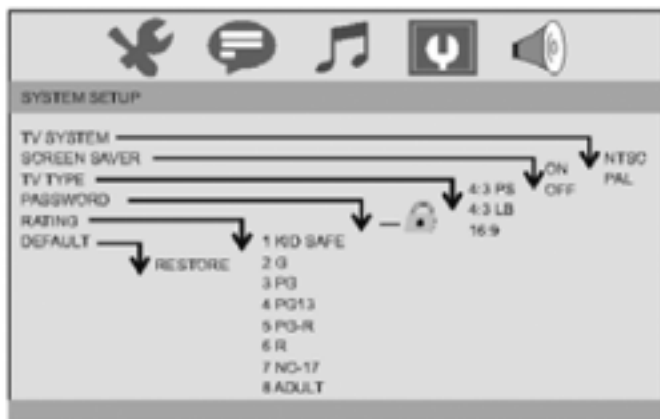 SYSTEM SETUP
TV SYSTEM
SCREEN SAVER
TV TYPE
PASSWORD
RATING
DEFAULT
RESTORE
1 KID SAFE
2 G
3 PG
4 PG13
5 PG-R
6 R
7 NC-17
8 ADULT
4:3 PS
4:3 LB
16:9
ON
OFF
NTSC
PAL